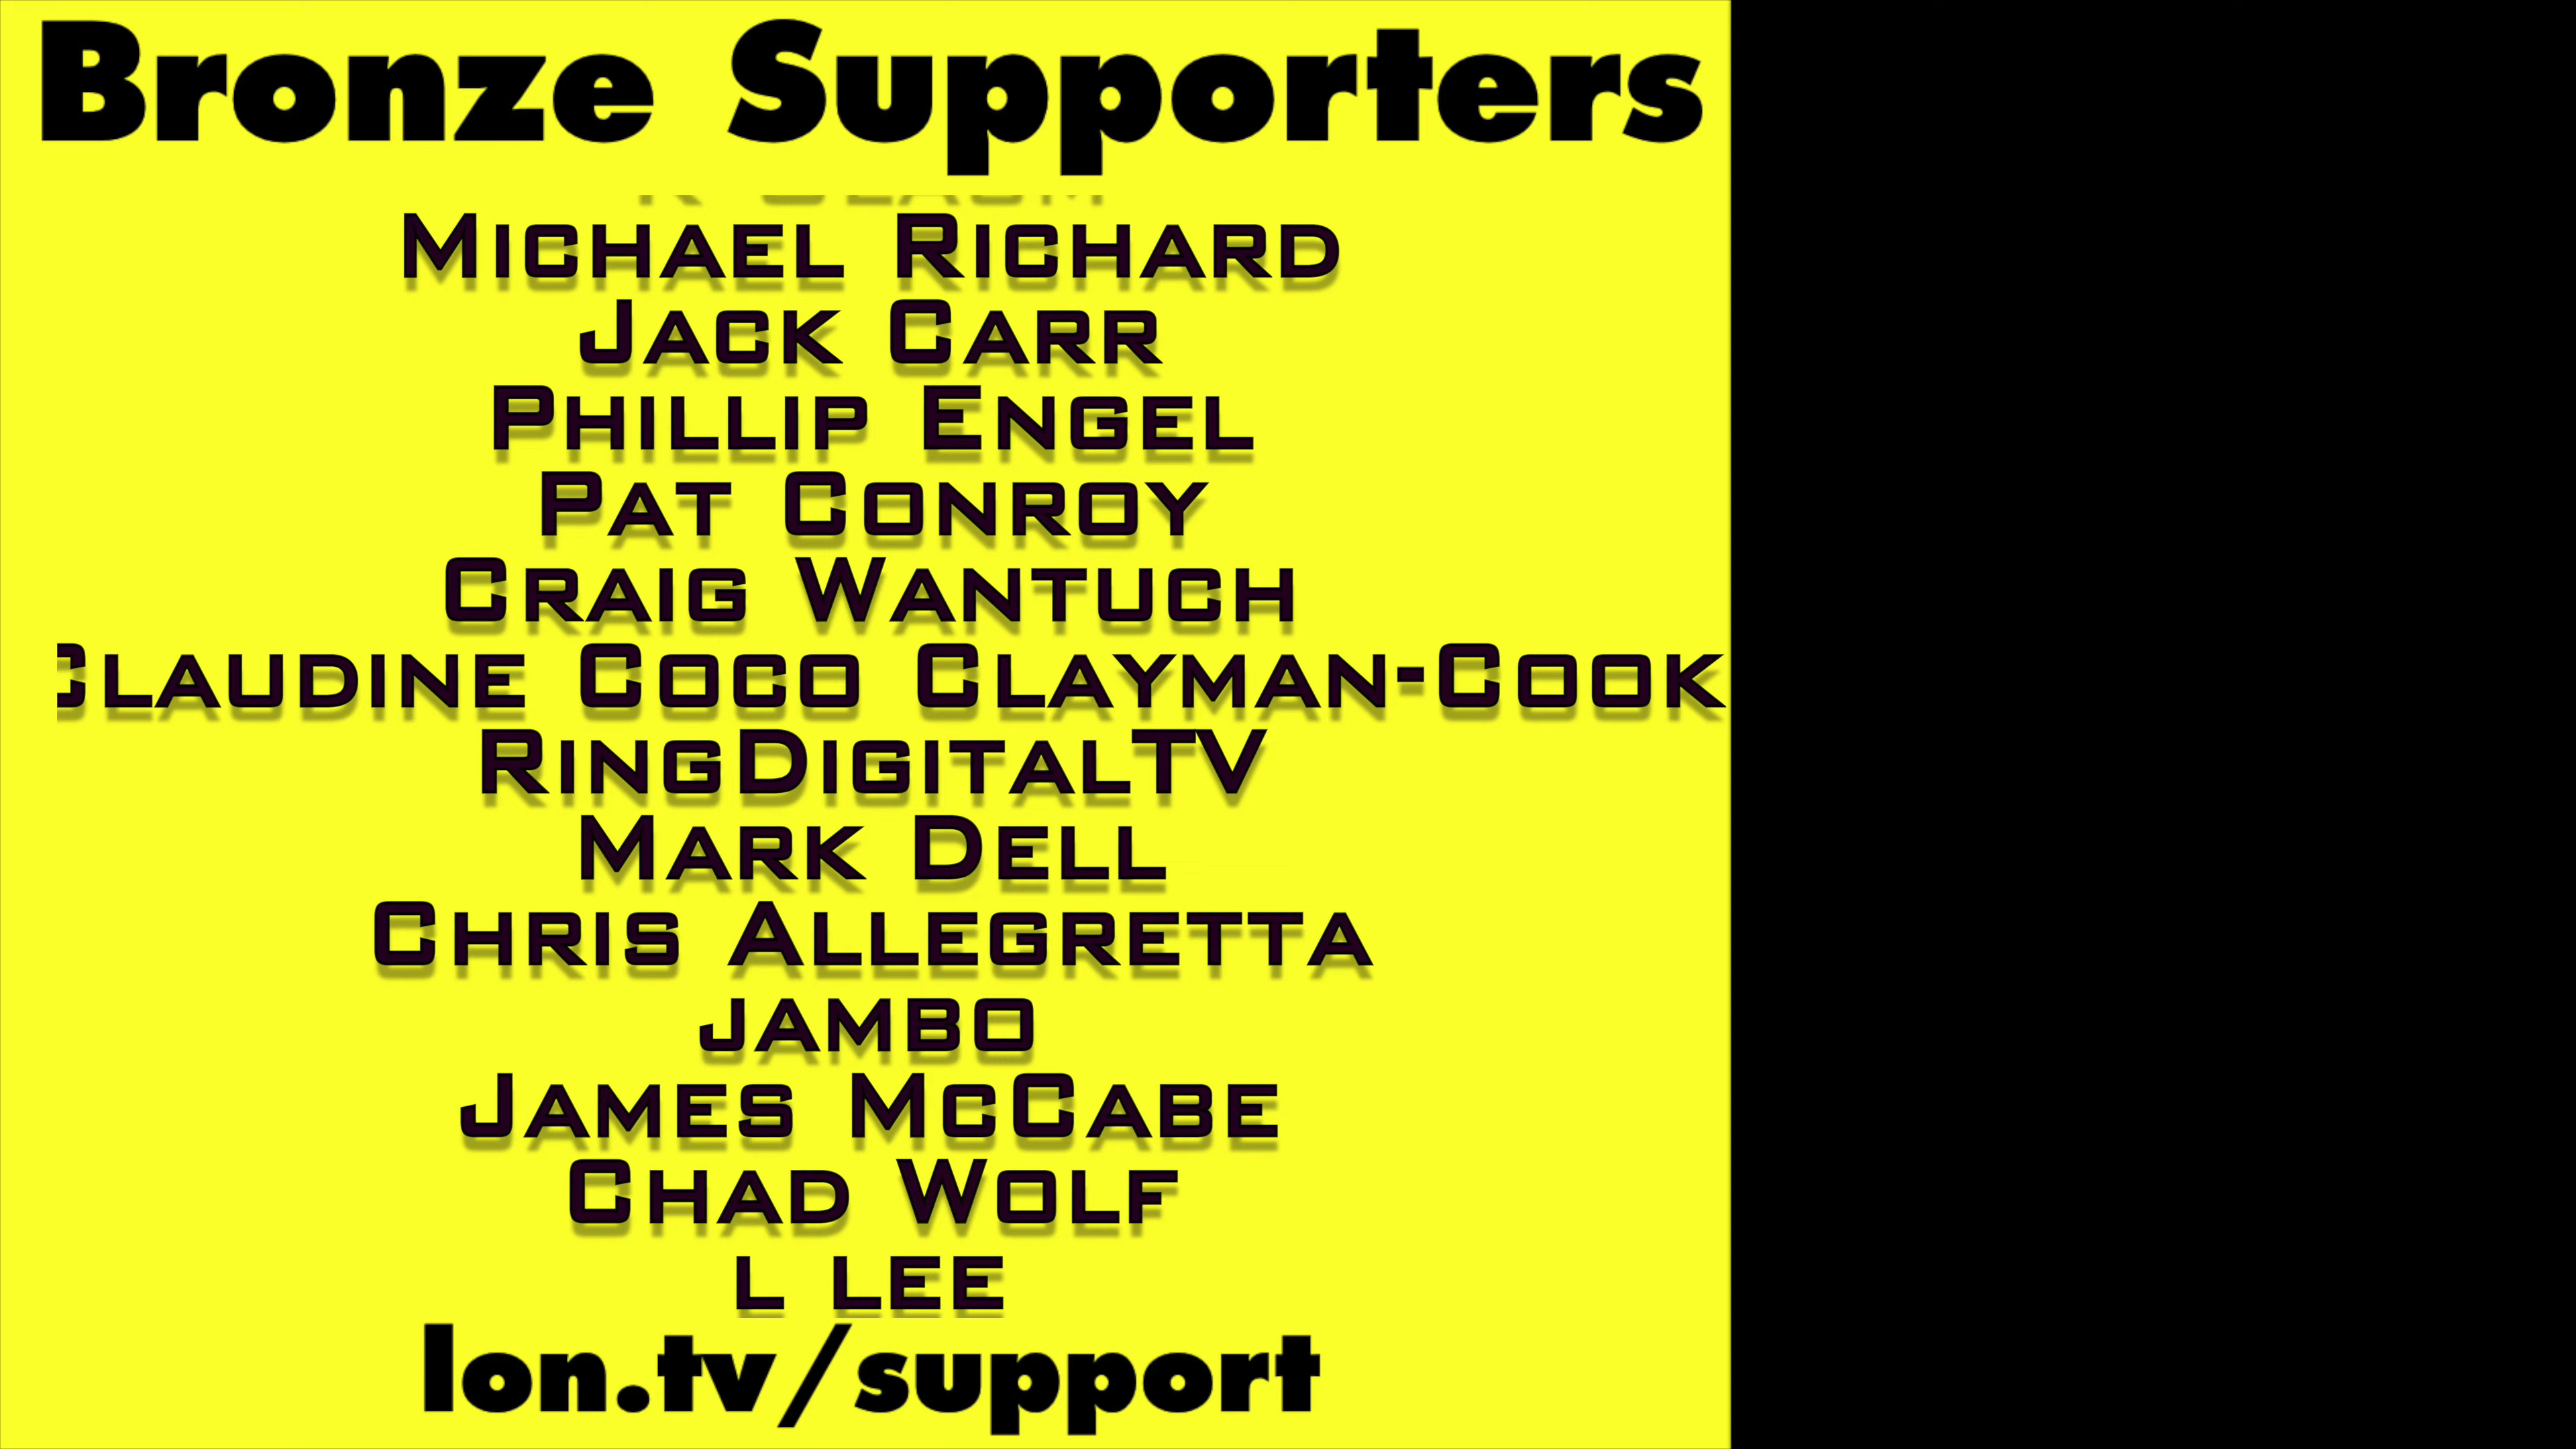 Bronze Supporters
Michael Richard
Jack Carr
Phillip Engel
Pat Conroy
Craig Wantuch
Claudine Coco Clayman-Cook
RingDigitalTV
Mark Dell
Chris Allegretta
jambo
James McCabe
Chad Wolf
L Lee
lon.tv/support